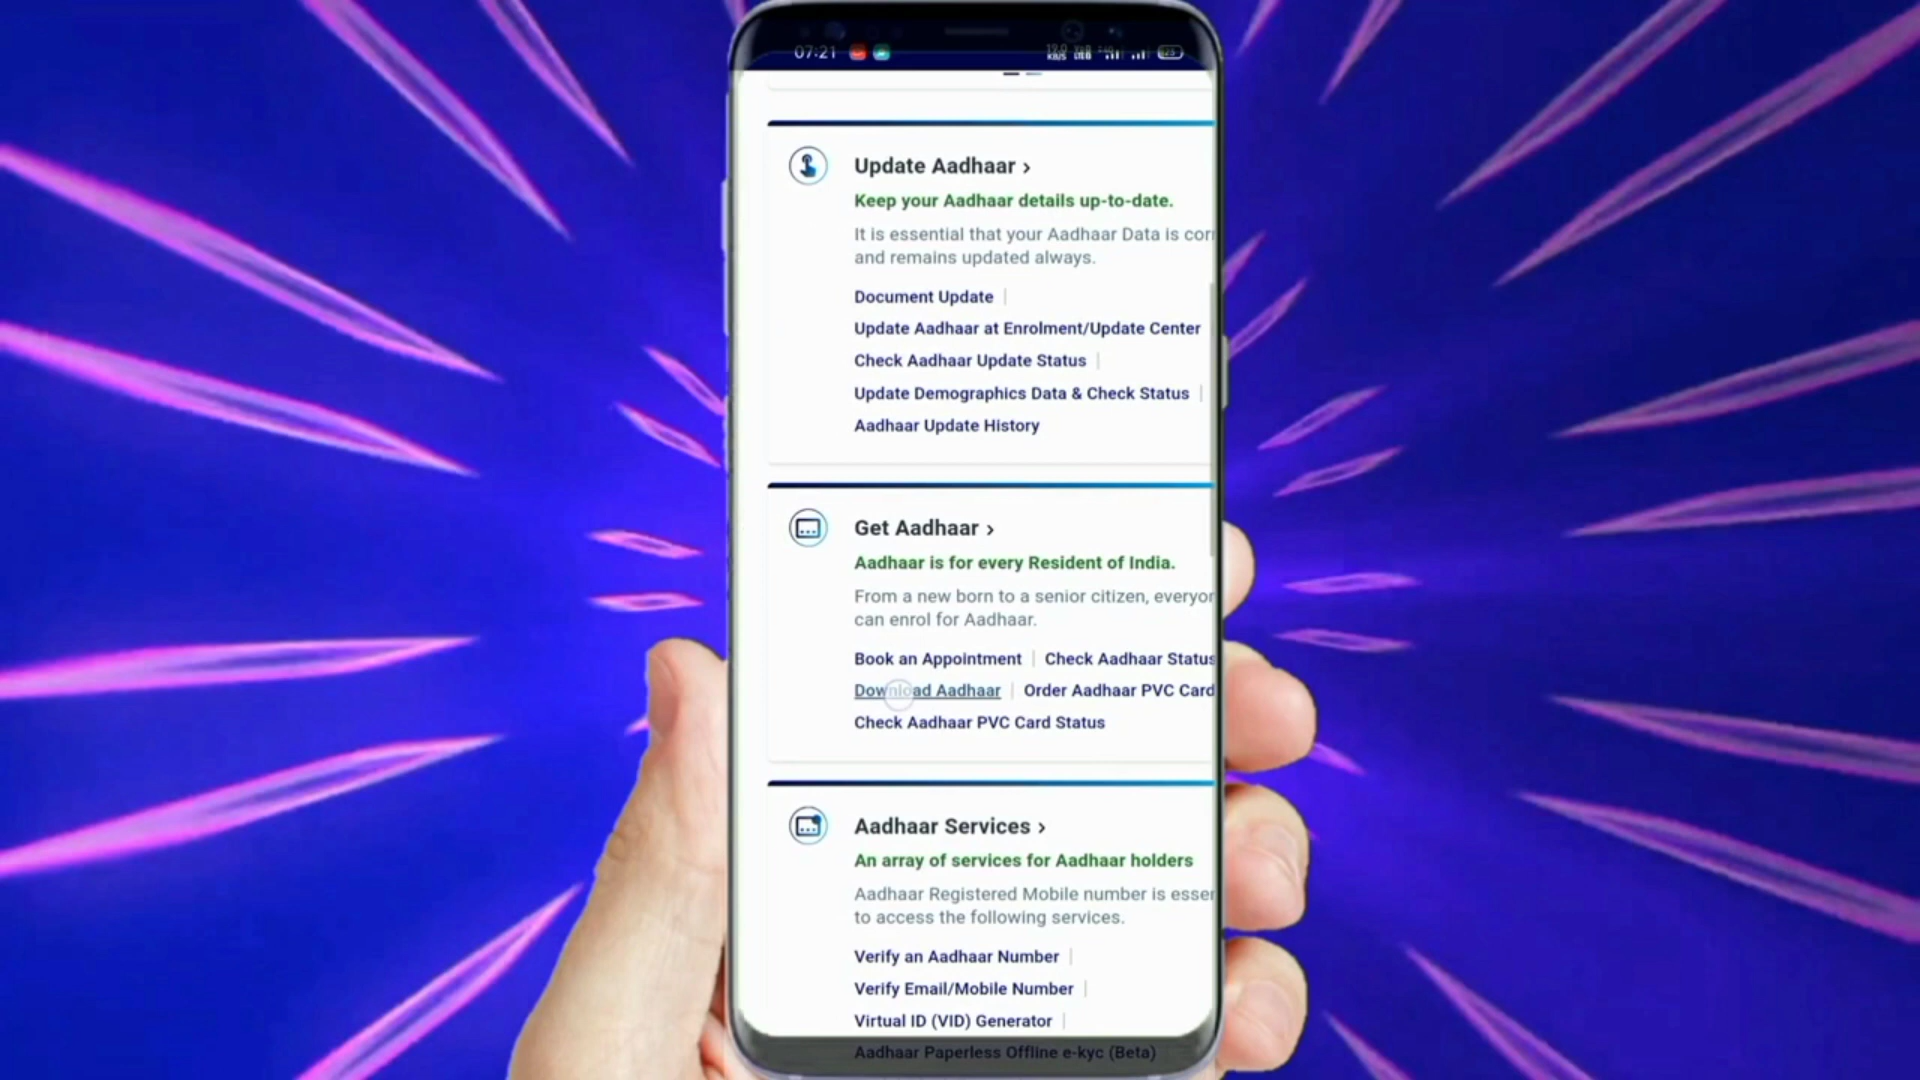 07:21
Update Aadhaar ›
Keep your Aadhaar details up-to-date.
It is essential that your Aadhaar Data is
and remains updated always.
Document Update |
Update Aadhaar at Enrolment/Update Center
Check Aadhaar Update Status |
Update Demographics Data & Check Status |
Aadhaar Update History
Get Aadhaar ›
Aadhaar is for every Resident of India.
From a new born to a senior citizen,
can enrol for Aadhaar.
Book an Appointment | Check Aadhaar Status
Download Aadhaar | Order Aadhaar PVC Card
Check Aadhaar PVC Card Status
Aadhaar Services ›
An array of services for Aadhaar holders
Aadhaar Registered Mobile number is
to access the following services.
Verify an Aadhaar Number |
Verify Email/Mobile Number |
Virtual ID (VID) Generator |
Aadhaar Paperless Offline e-kyc (Beta)